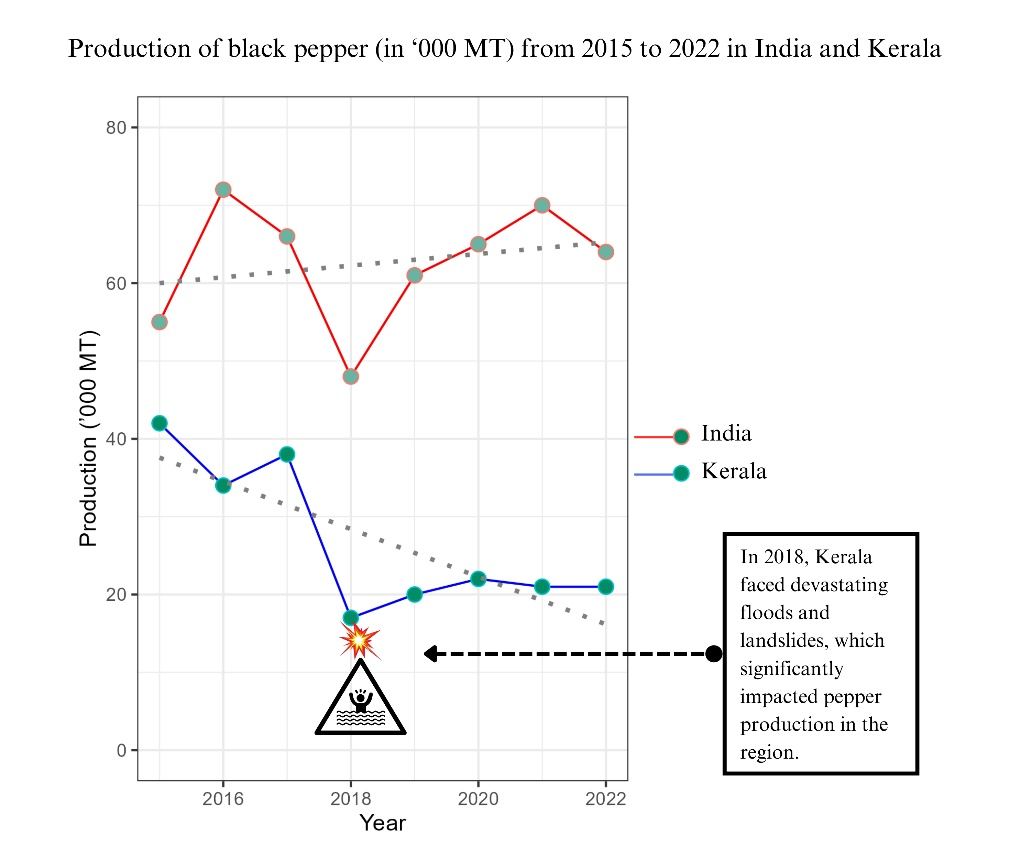 Production of black pepper (in ‘000 MT) from 2015 to 2022 in India and Kerala
80
60
40
20
0
Production ('000 MT)
2016
2018
2020
2022
Year
India
Kerala
In 2018, Kerala
faced devastating
floods and
landslides, which
significantly
impacted pepper
production in the
region.